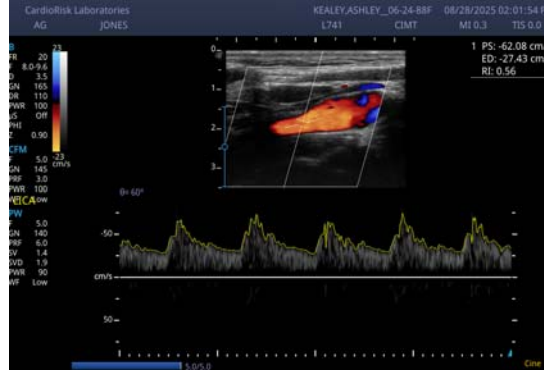 CardioRisk Laboratories KEALEY,ASHLEY__06-24-88F 08/28/2025 02:01:54 P
AG JONES L741 CIMT MI 0.3 TIS 0.0
B
FR 20
F 8.0-9.6
D 3.5
GN 165
DR 110
PWR 100
µS Off
PHI
Z 0.90
CFM
F 5.0
GN 145
PRF 3.0
PWR 100
WF Low
LICA
PW
F 5.0
GN 140
PRF 6.0
SV 1.4
SVD 1.9
PWR 90
WF Low
23
-23
cm/s
0
1
2
3
1 PS: -62.08 cm/
ED: -27.43 cm/
RI: 0.56
θ= 60°
-50
cm/s
50
5.0/5.0
Cine